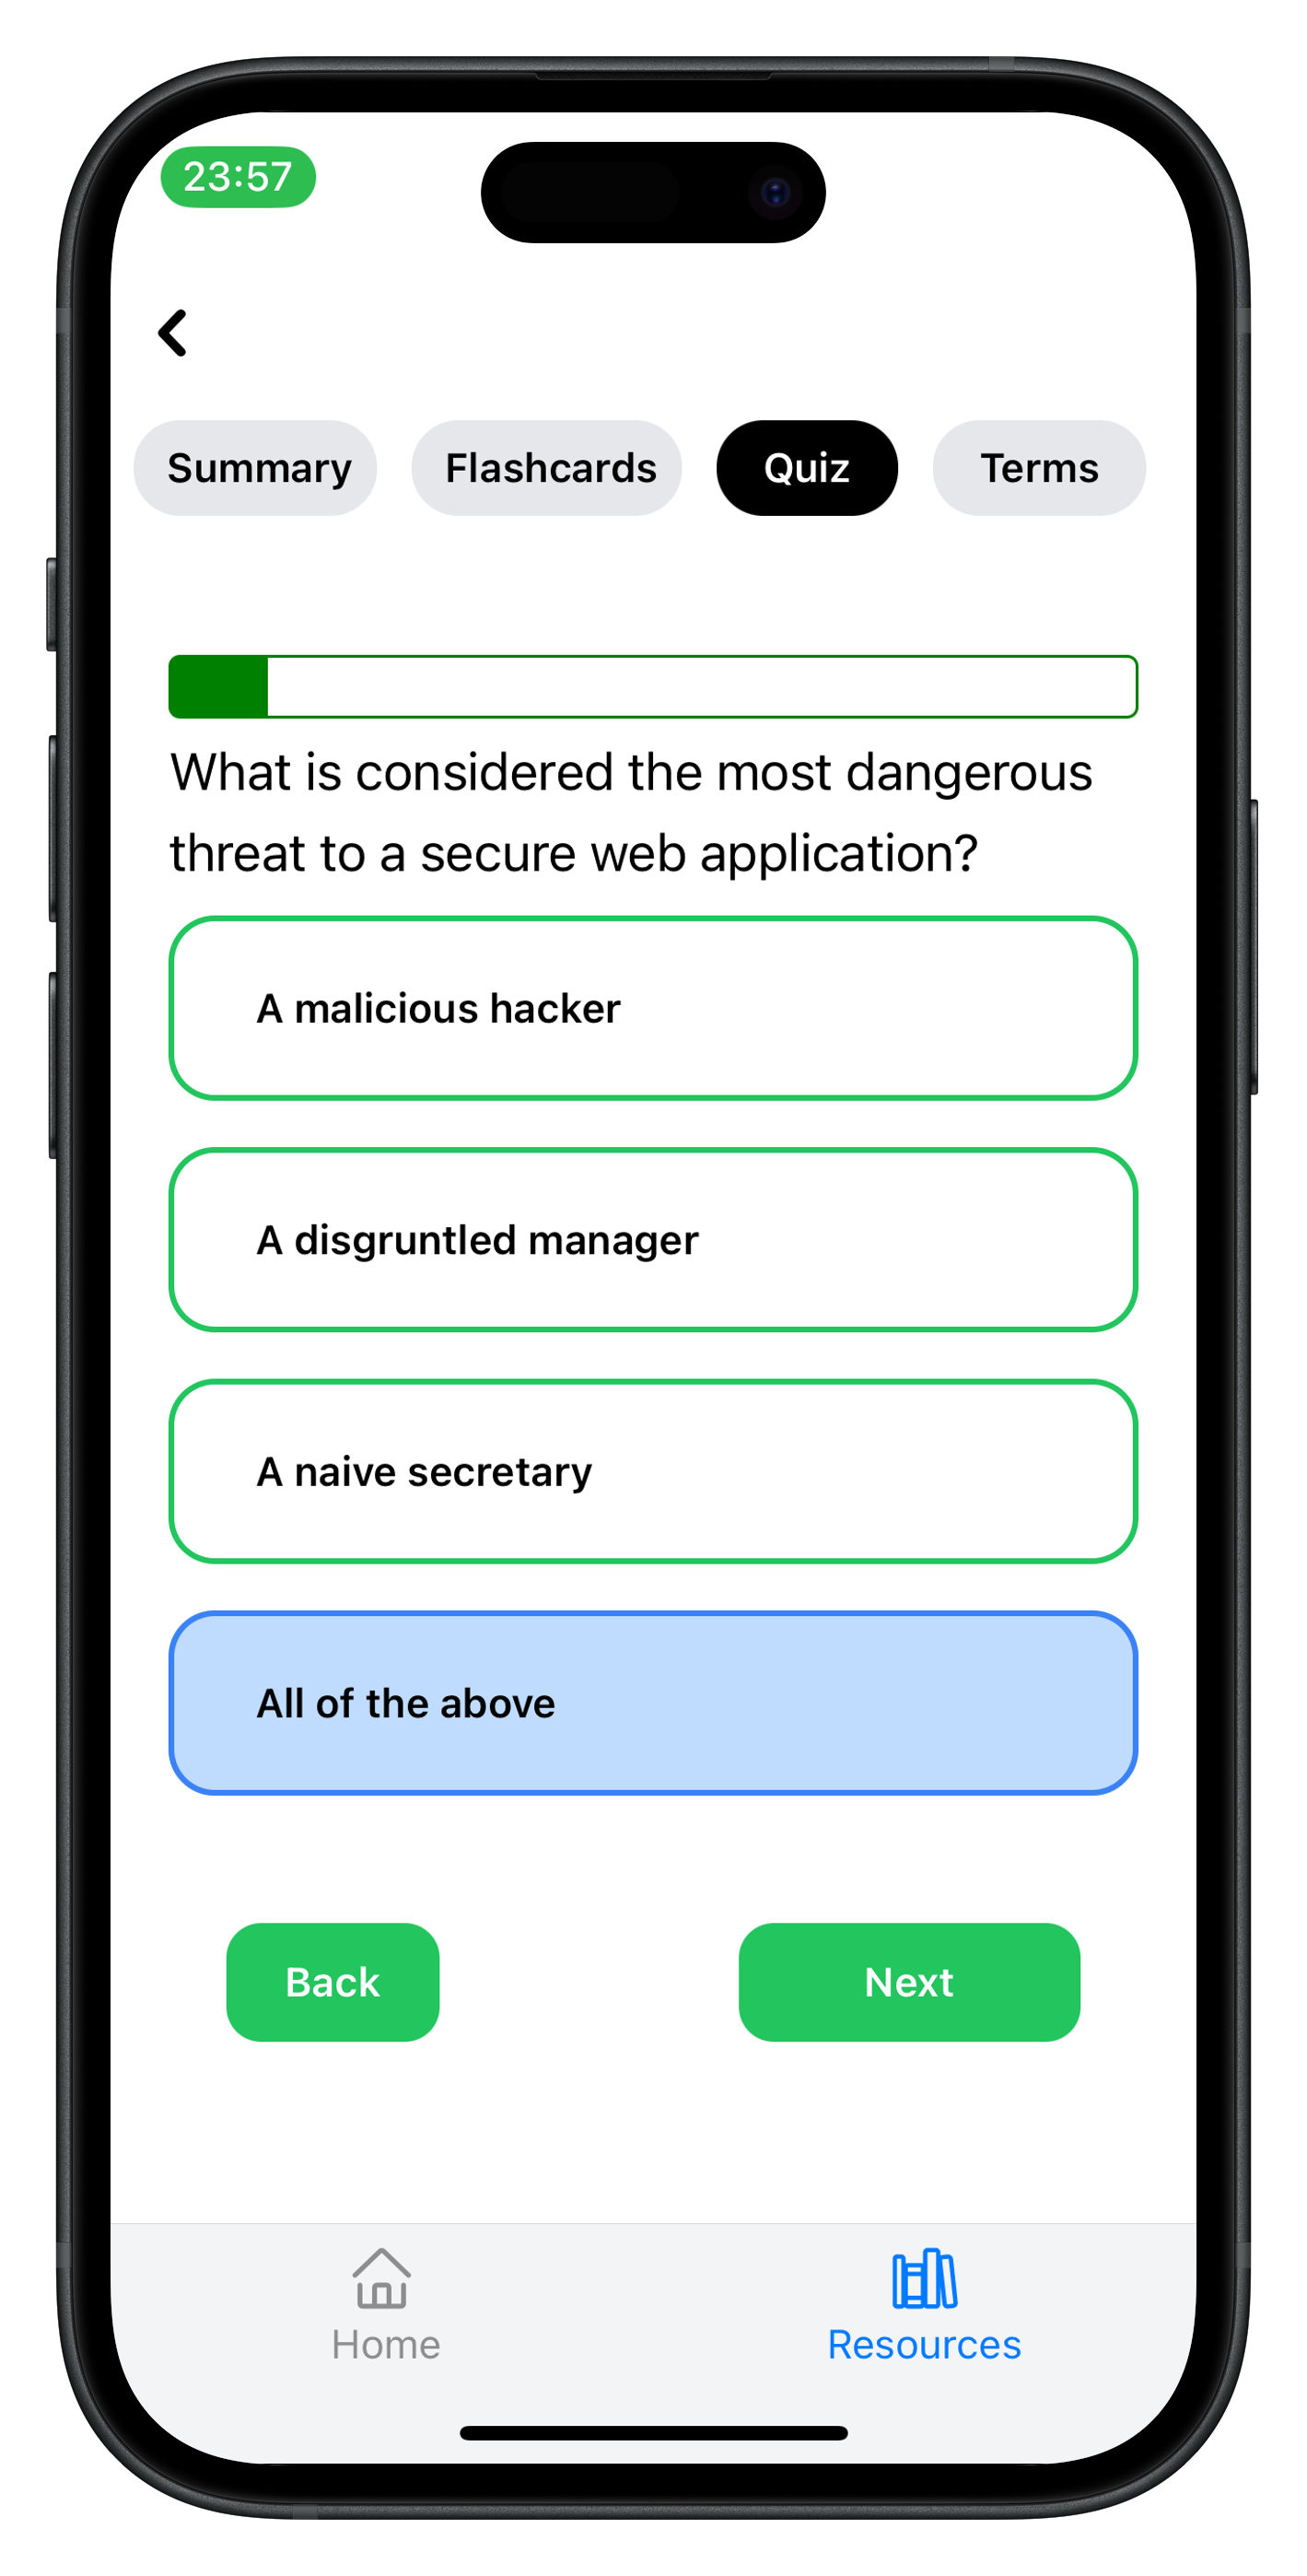 23:57
Summary Flashcards Quiz Terms
What is considered the most dangerous
threat to a secure web application?
A malicious hacker
A disgruntled manager
A naive secretary
All of the above
Back Next
Home Resources